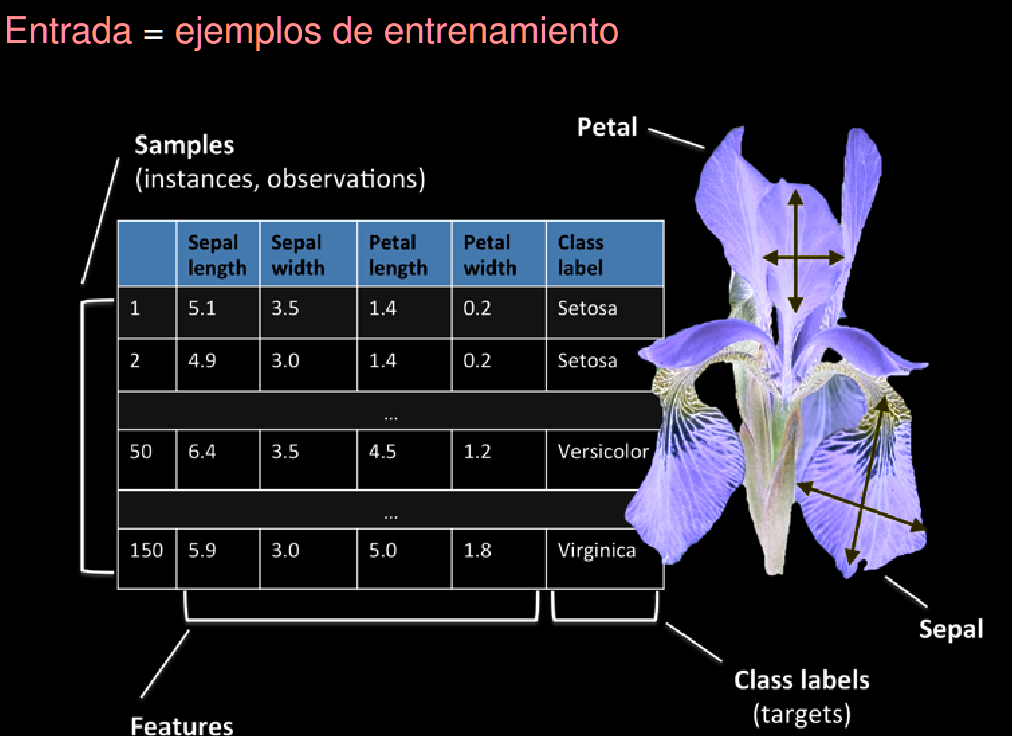 Entrada = ejemplos de entrenamiento
Samples
(instances, observations)
Petal
Sepal length Sepal width Petal length Petal width Class label
1 5.1 3.5 1.4 0.2 Setosa
2 4.9 3.0 1.4 0.2 Setosa
...
50 6.4 3.5 4.5 1.2 Versicolor
...
150 5.9 3.0 5.0 1.8 Virginica
Sepal
Class labels
(targets)
Features